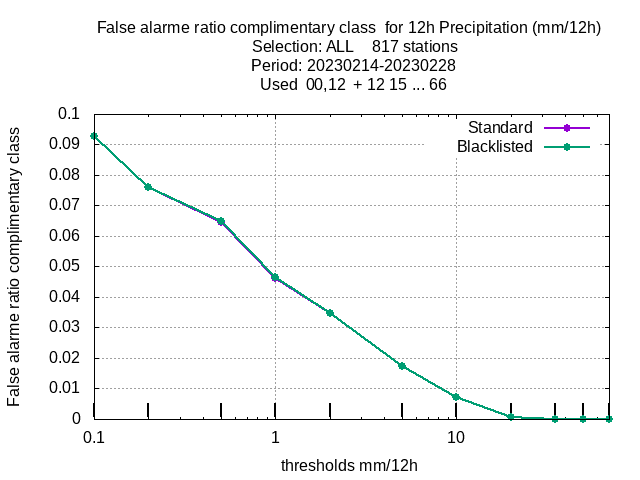 False alarme ratio complimentary class  for 12h Precipitation (mm/12h)
Selection: ALL    817 stations
Period: 20230214-20230228
Used  00,12  + 12 15 ... 66
Standard
Blacklisted
False alarme ratio complimentary class
0.1
0.09
0.08
0.07
0.06
0.05
0.04
0.03
0.02
0.01
0
0.1 1 10
thresholds mm/12h